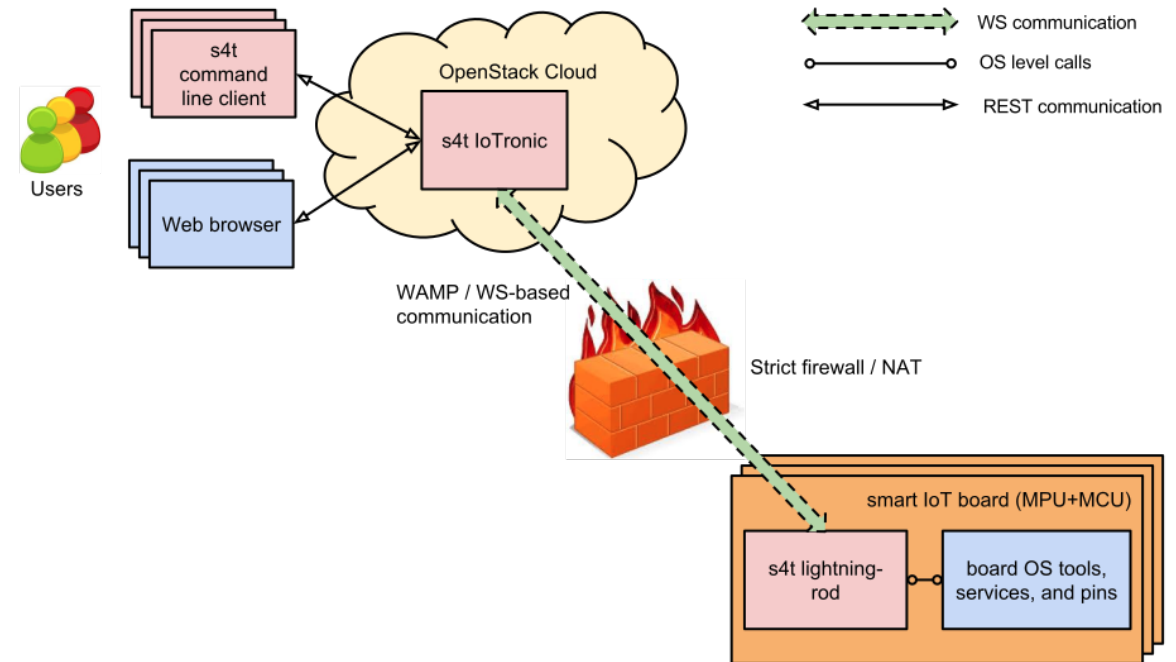 s4t
command
line client
OpenStack Cloud
s4t IoTronic
WS communication
OS level calls
REST communication
Users
Web browser
WAMP / WS-based
communication
Strict firewall / NAT
smart IoT board (MPU+MCU)
s4t lightning-
rod
board OS tools,
services, and pins